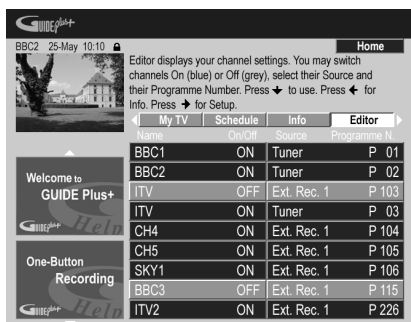 GUIDEPlus+
BBC2 25-May 10:10
Home
Editor displays your channel settings. You may switch
channels On (blue) or Off (grey), select their Source and
their Programme Number. Press ↓ to use. Press ← for
Info. Press → for Setup.
My TV Schedule Info Editor
Name On/Off Source Programme N.
BBC1 ON Tuner P 01
BBC2 ON Tuner P 02
ITV OFF Ext. Rec. 1 P 103
ITV ON Tuner P 03
CH4 ON Ext. Rec. 1 P 104
CH5 ON Ext. Rec. 1 P 105
SKY1 ON Ext. Rec. 1 P 106
BBC3 OFF Ext. Rec. 1 P 115
ITV2 ON Ext. Rec. 1 P 226
Welcome to
GUIDE Plus+
GUIDEPlus+ Help
One-Button
Recording
GUIDEPlus+ Help